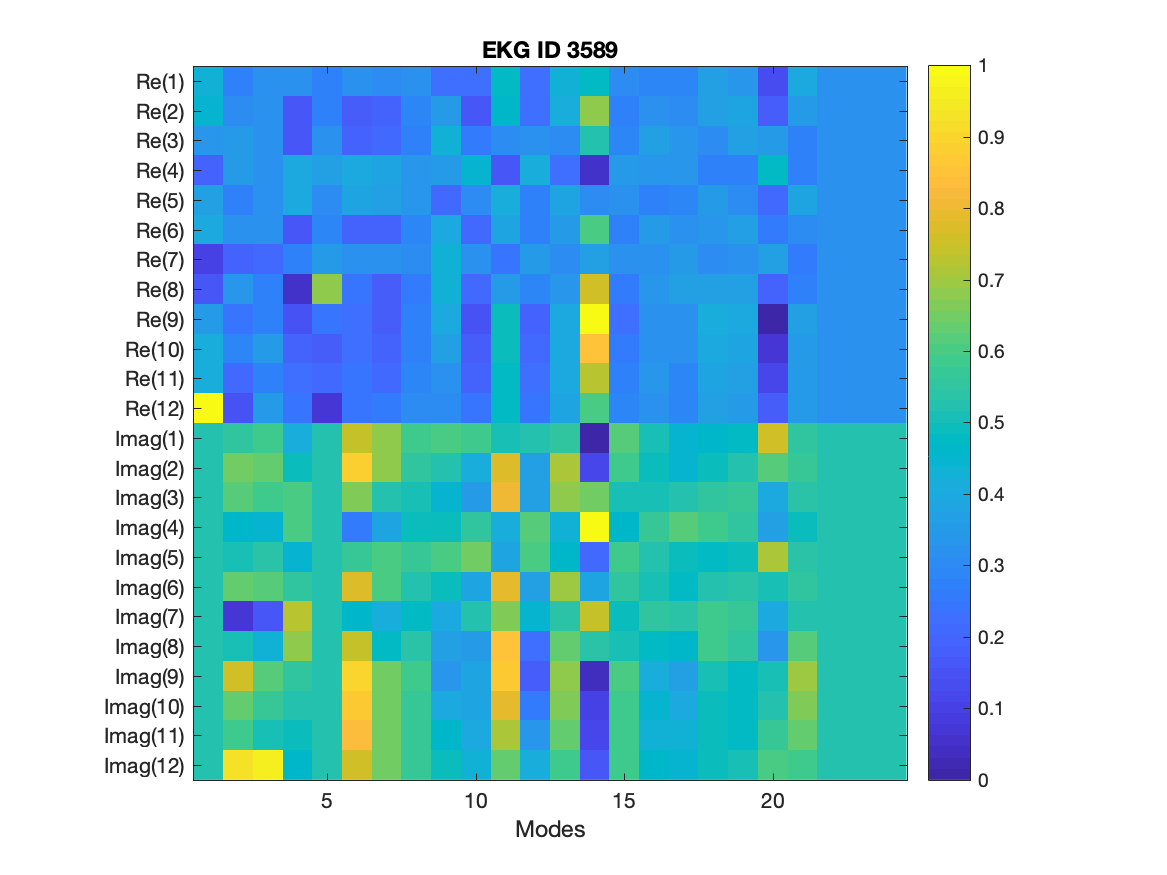 EKG ID 3589
Re(1)
Re(2)
Re(3)
Re(4)
Re(5)
Re(6)
Re(7)
Re(8)
Re(9)
Re(10)
Re(11)
Re(12)
Imag(1)
Imag(2)
Imag(3)
Imag(4)
Imag(5)
Imag(6)
Imag(7)
Imag(8)
Imag(9)
Imag(10)
Imag(11)
Imag(12)
5 10 15 20
Modes
1
0.9
0.8
0.7
0.6
0.5
0.4
0.3
0.2
0.1
0